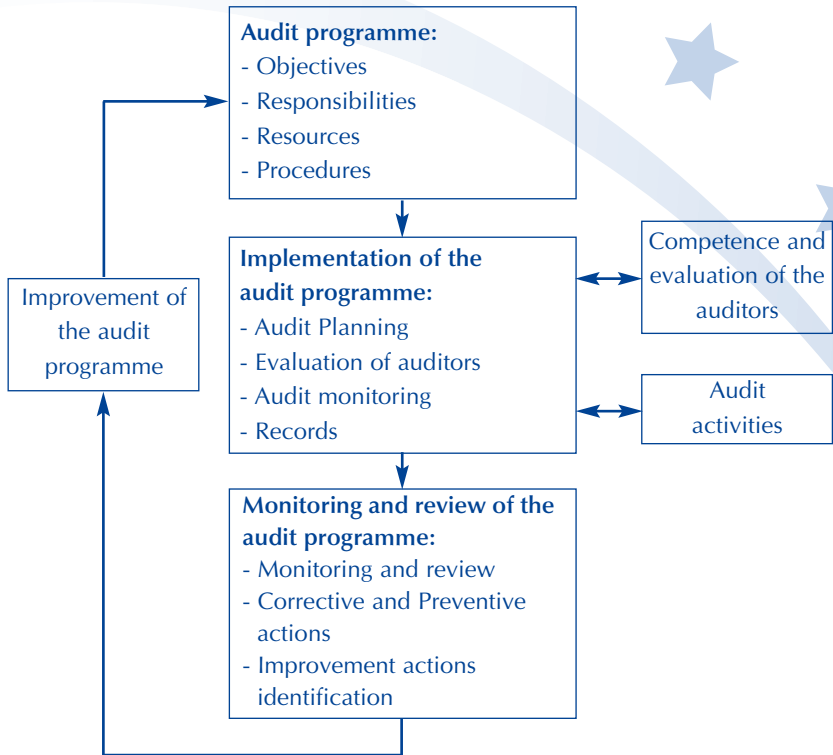 Audit programme:
- Objectives
- Responsibilities
- Resources
- Procedures
Implementation of the
audit programme:
- Audit Planning
- Evaluation of auditors
- Audit monitoring
- Records
Competence and
evaluation of the
auditors
Audit
activities
Improvement of
the audit
programme
Monitoring and review of the
audit programme:
- Monitoring and review
- Corrective and Preventive
actions
- Improvement actions
identification